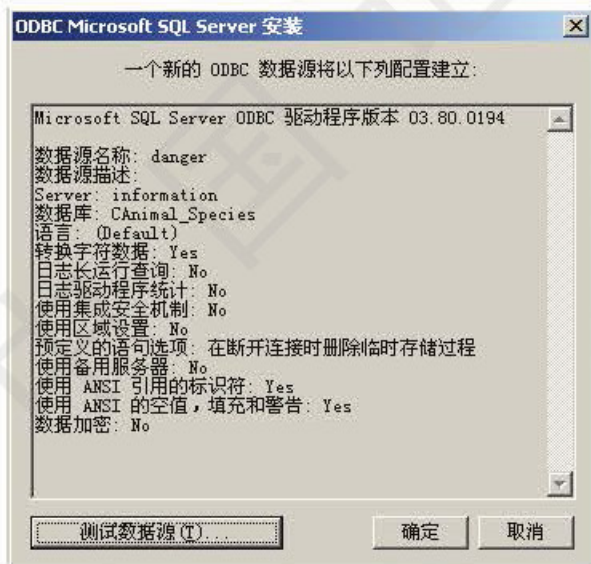 ODBC Microsoft SQL Server 安装
一个新的 ODBC 数据源将以下列配置建立:
Microsoft SQL Server ODBC 驱动程序版本 03.80.0194
数据源名称: danger
数据源描述:
Server: information
数据库: CAnimal_Species
语言: (Default)
转换字符数据: Yes
日志长运行查询: No
日志驱动程序统计: No
使用集成安全机制: No
使用区域设置: No
预定义的语句选项: 在断开连接时删除临时存储过程
使用备用服务器: No
使用 ANSI 引用的标识符: Yes
使用 ANSI 的空值，填充和警告: Yes
数据加密: No
测试数据源(T)... 确定 取消